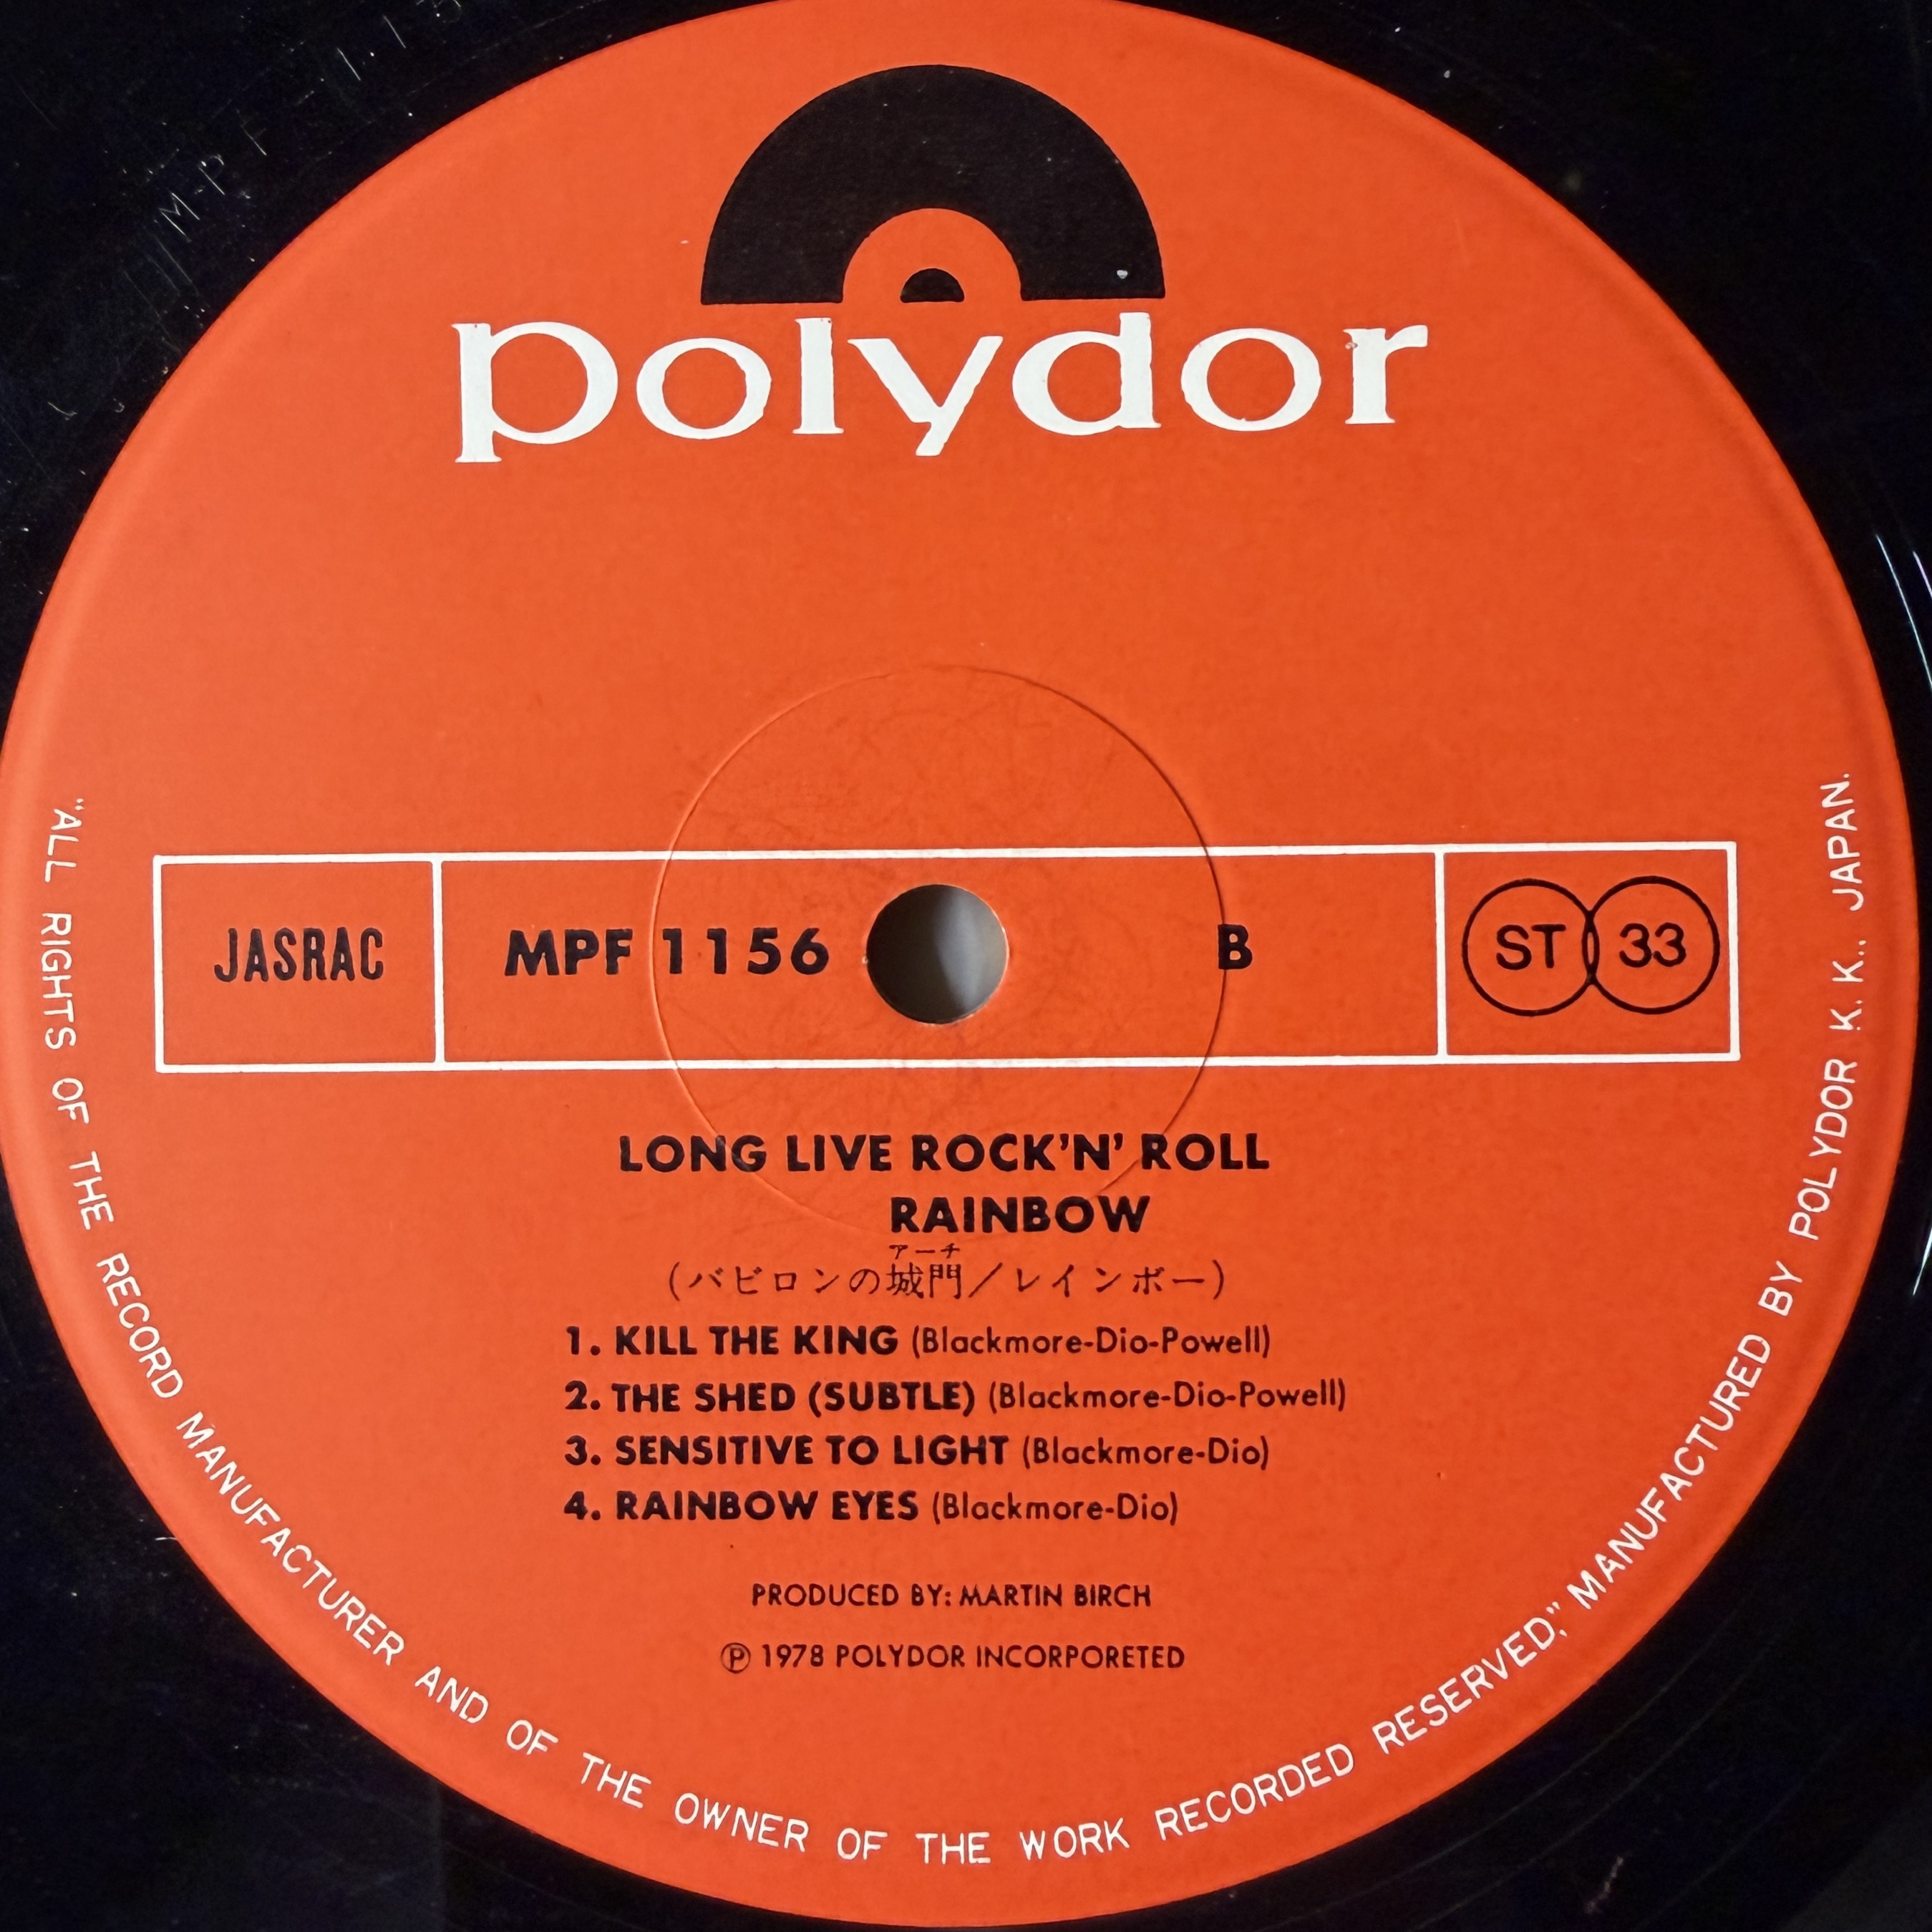 polydor
JASRAC
MPF 1156
B
ST 33
LONG LIVE ROCK'N' ROLL
RAINBOW
アーチ
(バビロンの城門/レインボー)
1. KILL THE KING (Blackmore-Dio-Powell)
2. THE SHED (SUBTLE) (Blackmore-Dio-Powell)
3. SENSITIVE TO LIGHT (Blackmore-Dio)
4. RAINBOW EYES (Blackmore-Dio)
PRODUCED BY: MARTIN BIRCH
Ⓟ 1978 POLYDOR INCORPORETED
"ALL RIGHTS OF THE RECORD MANUFACTURER AND OF THE OWNER OF THE WORK RECORDED RESERVED," MANUFACTURED BY POLYDOR K. K., JAPAN.